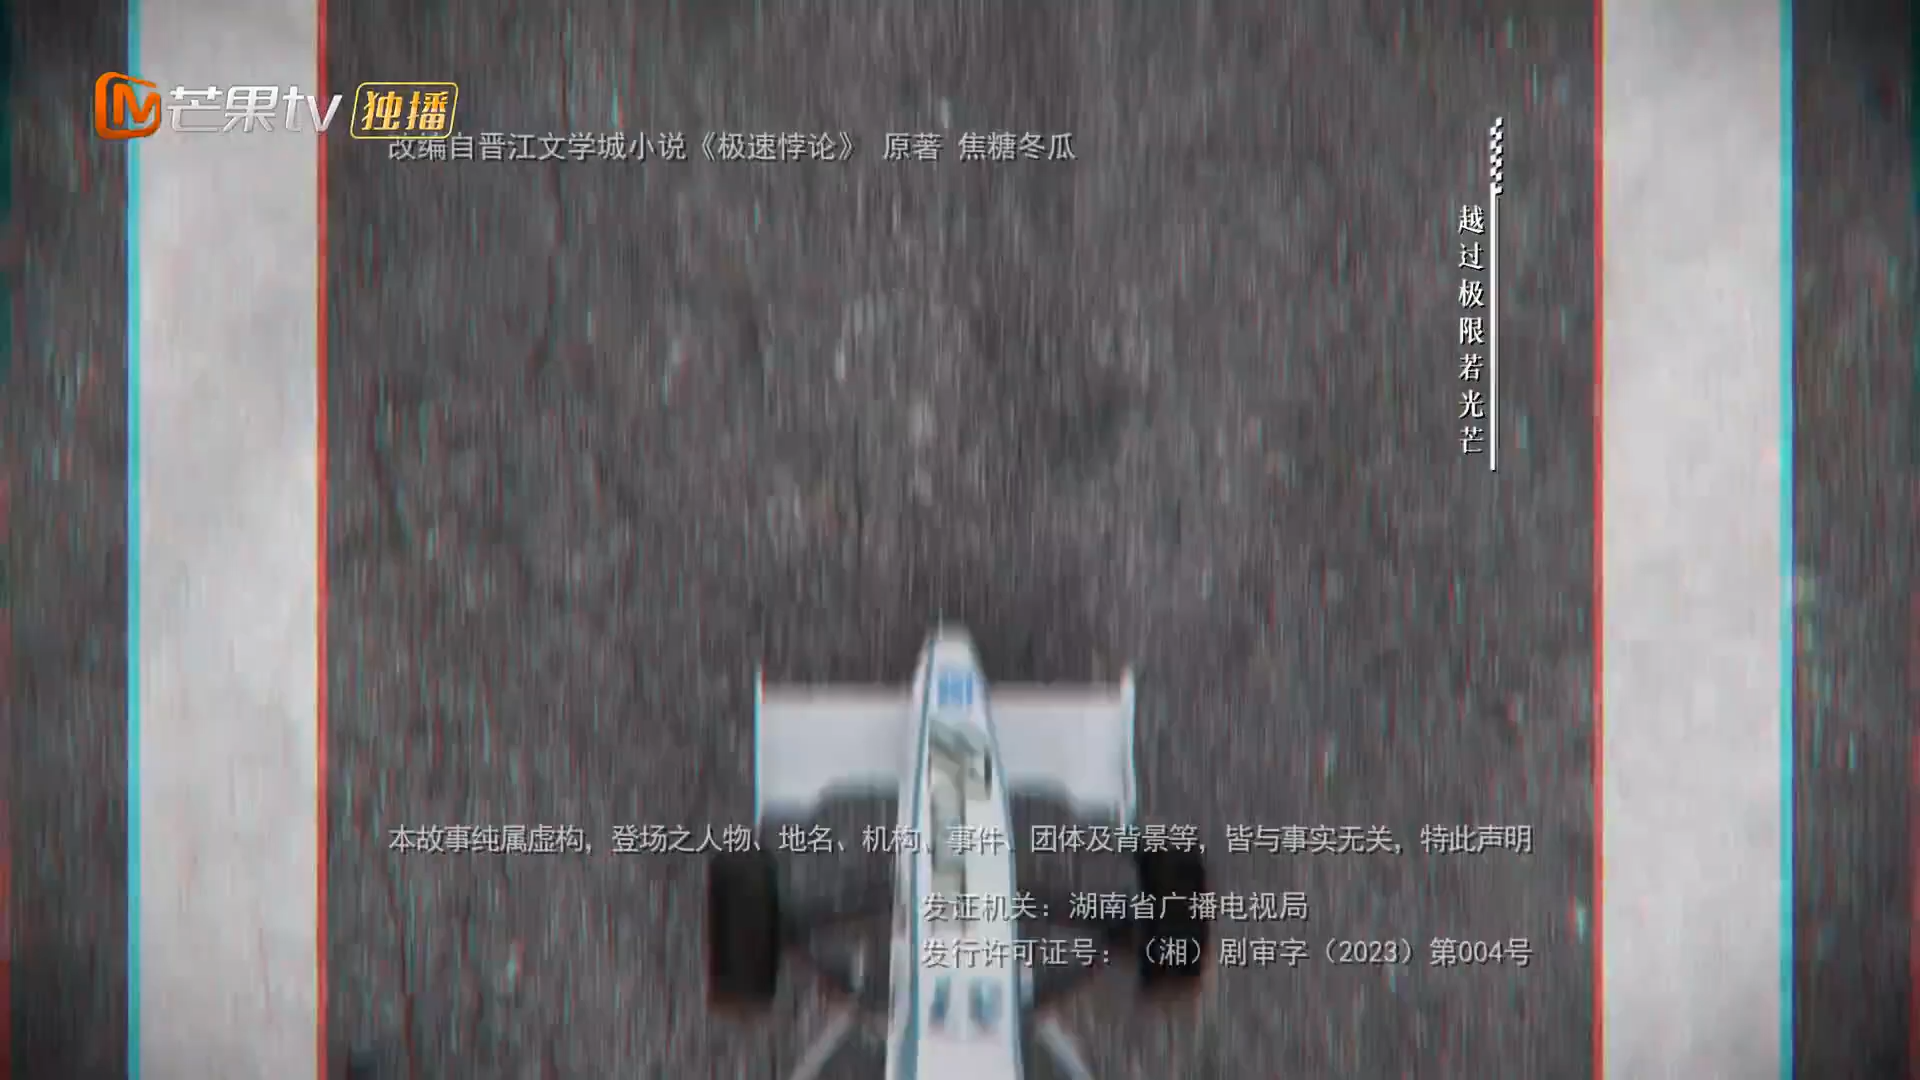 芒果tv 独播
改编自晋江文学城小说《极速悖论》 原著 焦糖冬瓜
越过极限若光芒
本故事纯属虚构，登场之人物、地名、机构、事件、团体及背景等，皆与事实无关，特此声明
发证机关：湖南省广播电视局
发行许可证号：（湘）剧审字（2023）第004号